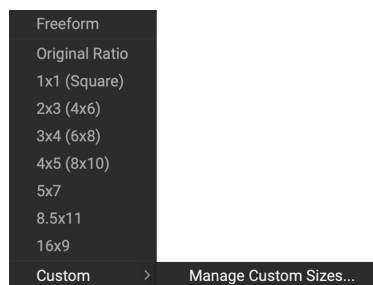 Freeform
Original Ratio
1x1 (Square)
2x3 (4x6)
3x4 (6x8)
4x5 (8x10)
5x7
8.5x11
16x9
Custom > Manage Custom Sizes...